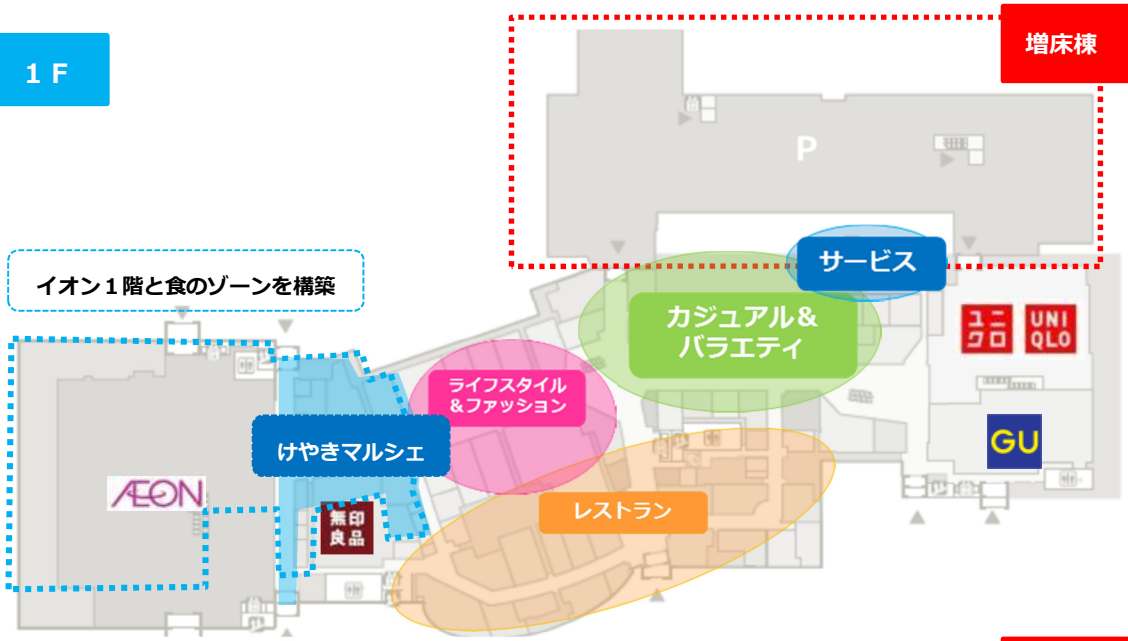 1F
増床棟
P
イオン1階と食のゾーンを構築
サービス
カジュアル&
バラエティ
ユニ
クロ
UNI
QLO
ライフスタイル
&ファッション
けやきマルシェ
GU
ÆON
無印
良品
レストラン